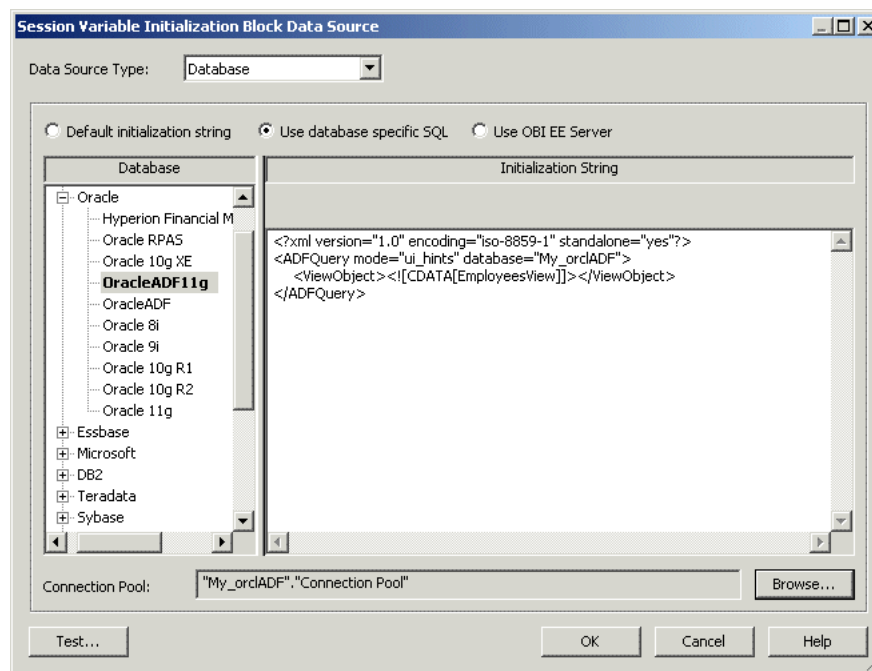 Session Variable Initialization Block Data Source
Data Source Type: Database
Default initialization string Use database specific SQL Use OBI EE Server
Database
Initialization String
Oracle
Hyperion Financial M
Oracle RPAS
Oracle 10g XE
OracleADF11g
OracleADF
Oracle 8i
Oracle 9i
Oracle 10g R1
Oracle 10g R2
Oracle 11g
Essbase
Microsoft
DB2
Teradata
Sybase
<?xml version="1.0" encoding="iso-8859-1" standalone="yes"?>
<ADFQuery mode="ui_hints" database="My_orclADF">
<ViewObject><![CDATA[EmployeesView]]></ViewObject>
</ADFQuery>
Connection Pool: "My_orclADF"."Connection Pool" Browse...
Test... OK Cancel Help